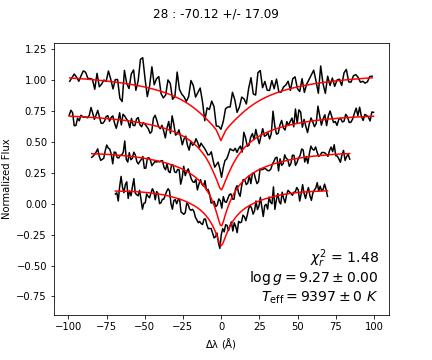 28 : -70.12 +/- 17.09
1.25
1.00
0.75
0.50
0.25
0.00
−0.25
−0.50
−0.75
Normalized Flux
χ²ᵣ = 1.48
log g = 9.27 ± 0.00
Teff = 9397 ± 0 K
−100 −75 −50 −25 0 25 50 75 100
Δλ (Å)